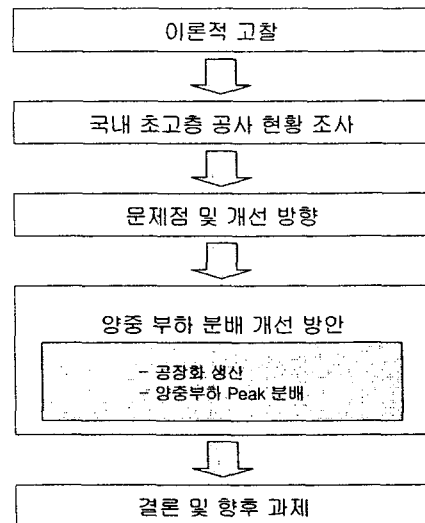 이론적 고찰
국내 초고층 공사 현황 조사
문제점 및 개선 방향
양중 부하 분배 개선 방안
- 공장화 생산
- 양중부하 Peak 분배
결론 및 향후 과제